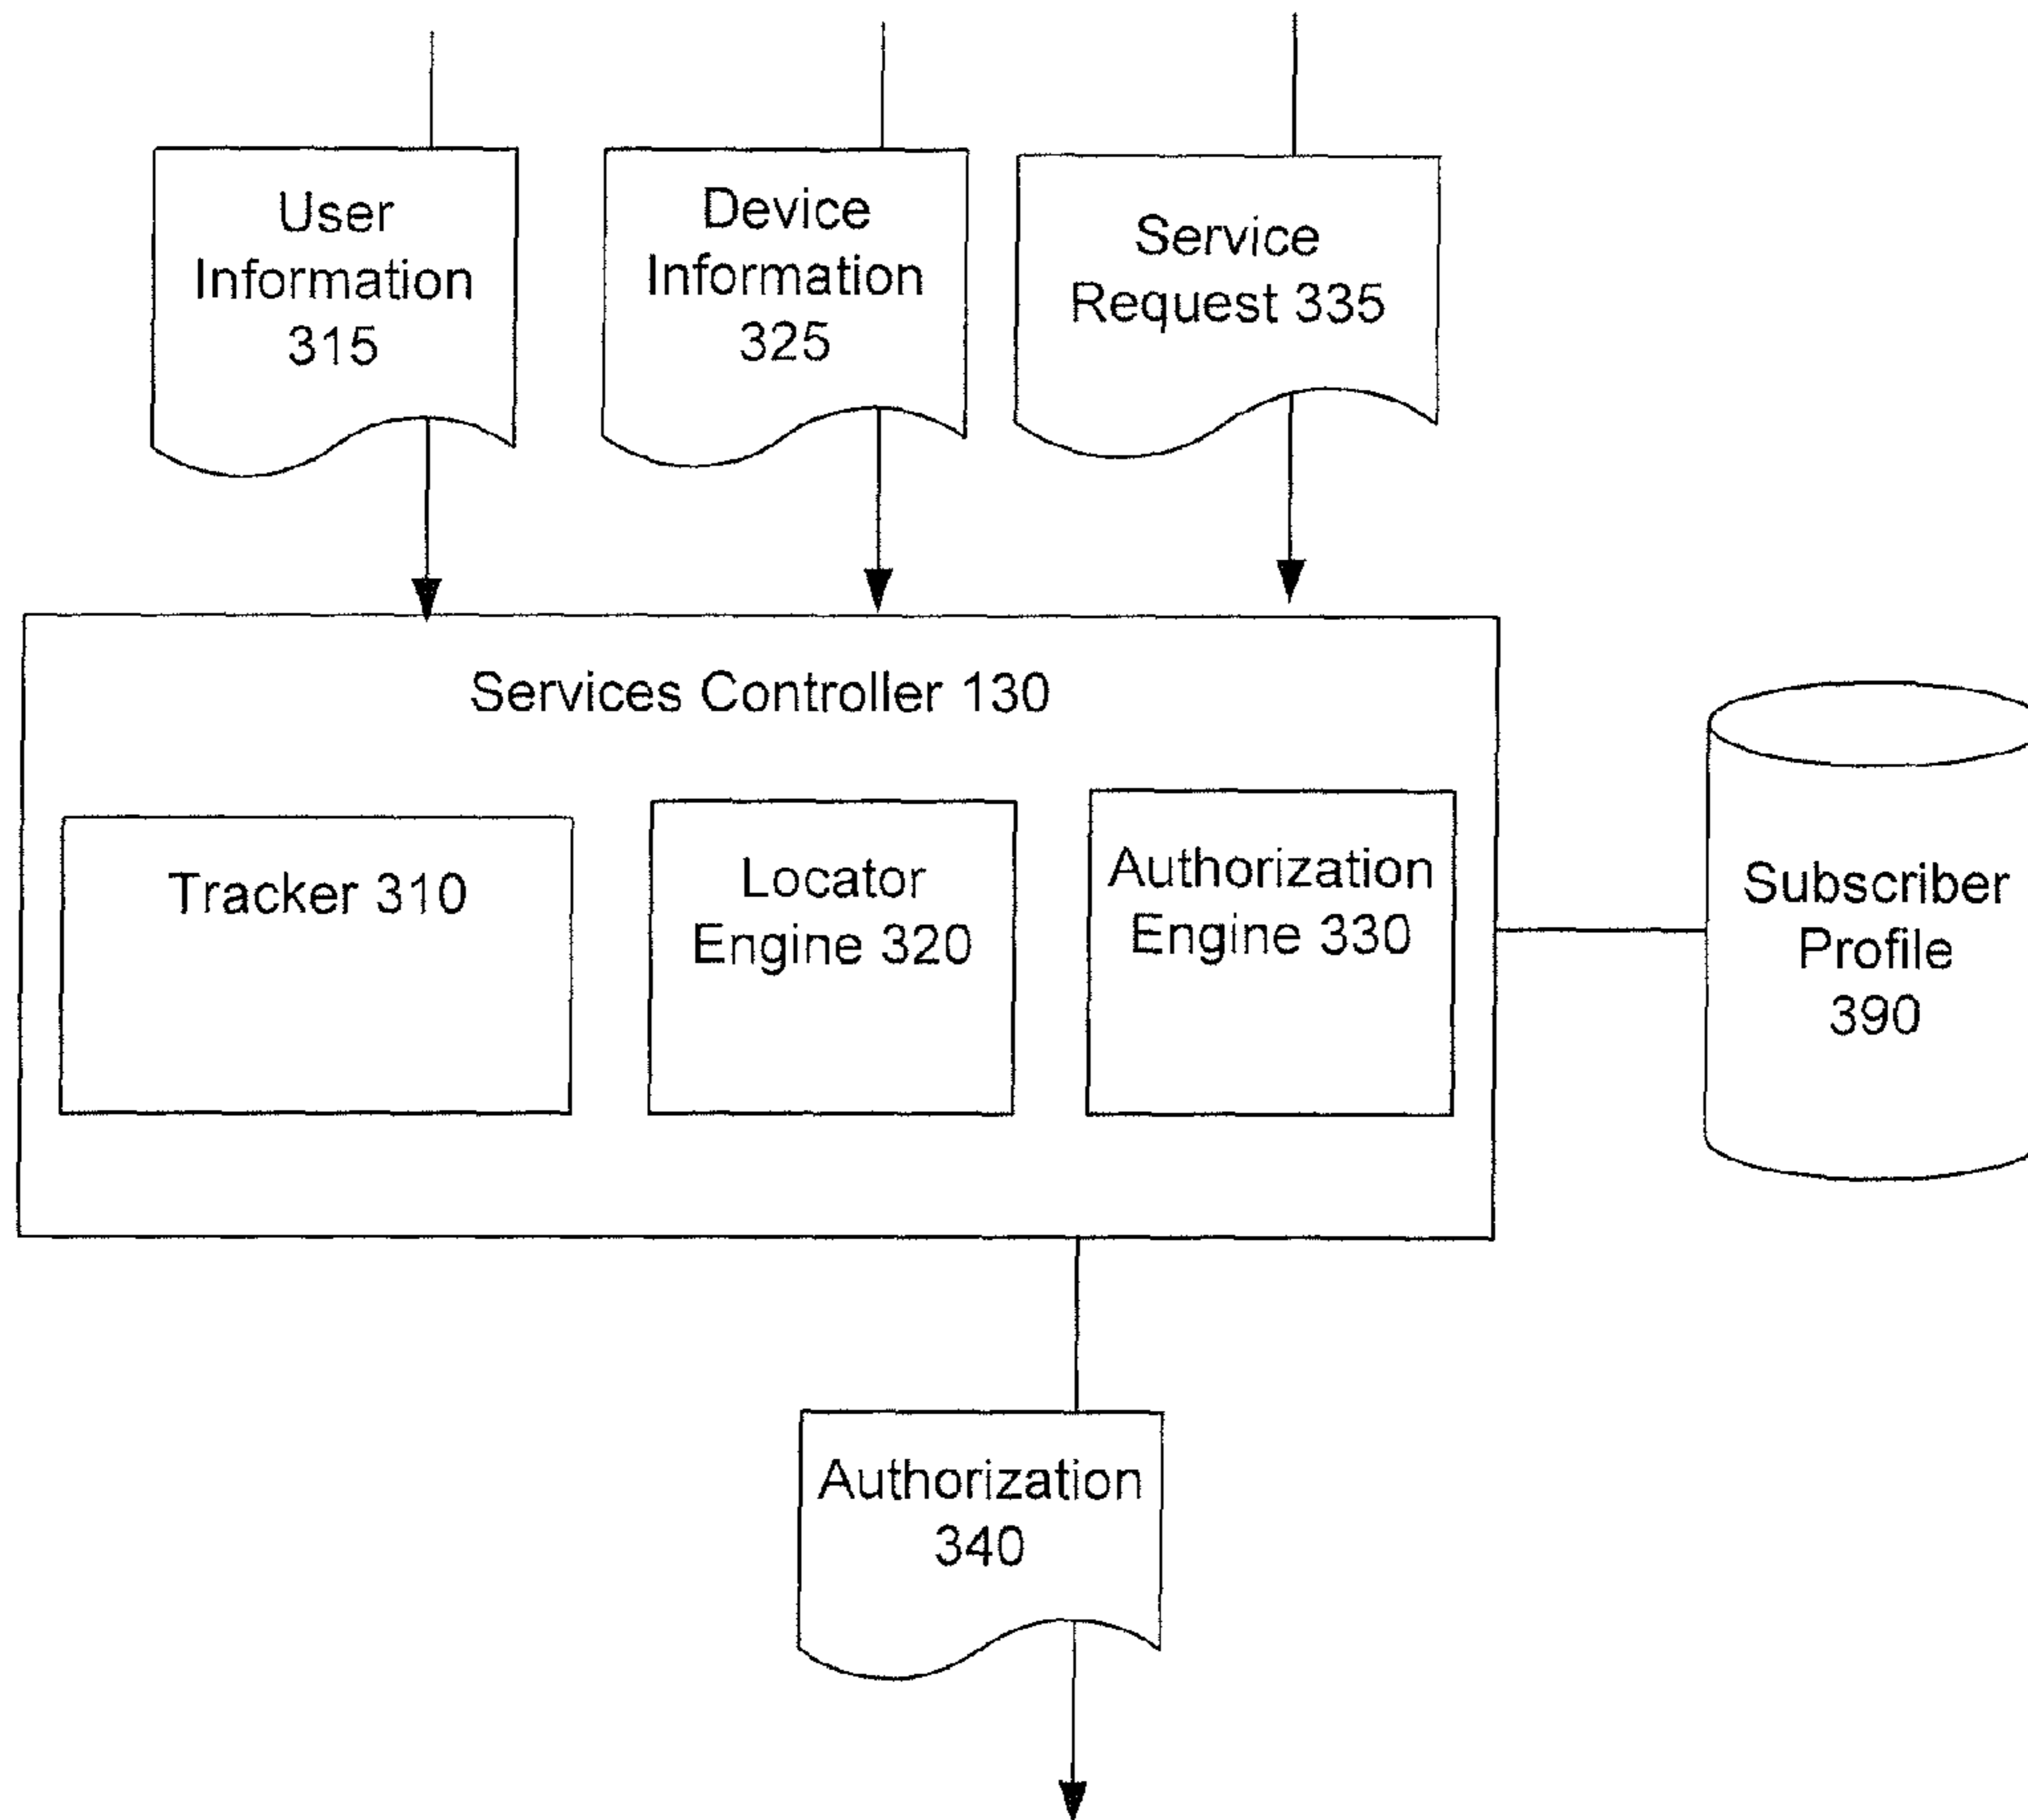 User
Information
315
Device
Information
325
Service
Request 335
Services Controller 130
Tracker 310
Locator
Engine 320
Authorization
Engine 330
Subscriber
Profile
390
Authorization
340